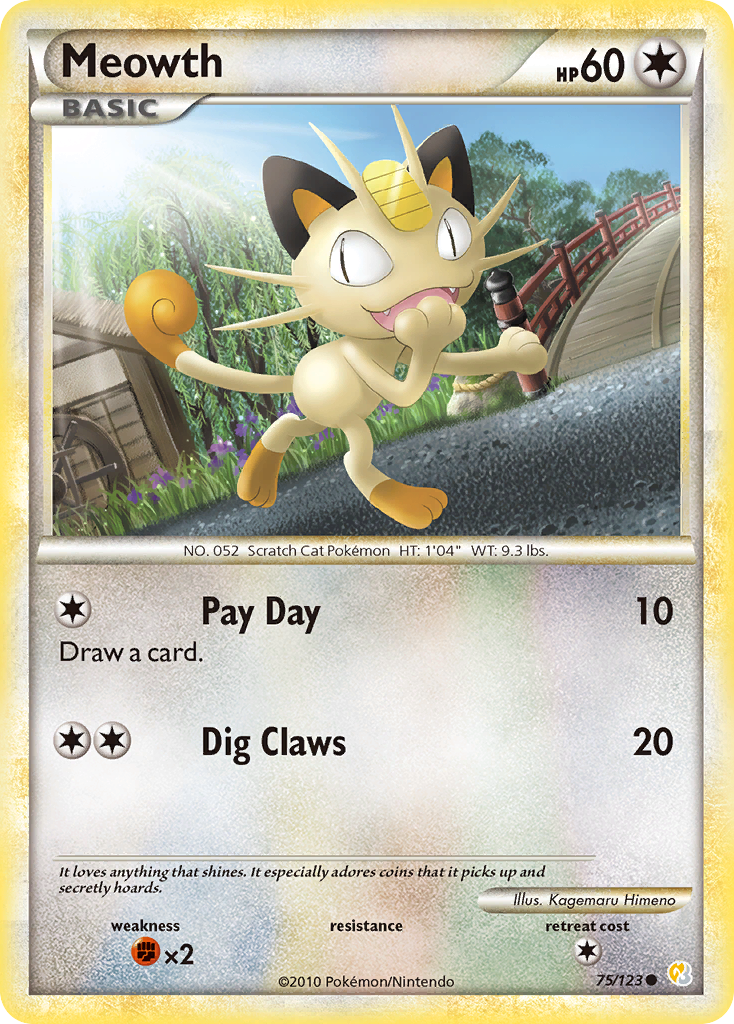 Meowth
HP60
BASIC
NO. 052 Scratch Cat Pokémon HT: 1'04" WT: 9.3 lbs.
Pay Day 10
Draw a card.
Dig Claws 20
It loves anything that shines. It especially adores coins that it picks up and
secretly hoards.
Illus. Kagemaru Himeno
weakness resistance retreat cost
×2
©2010 Pokémon/Nintendo
75/123